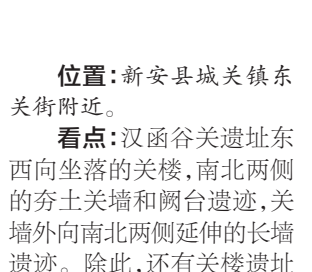 位置:新安县城关镇东
关街附近。
看点:汉函谷关遗址东
西向坐落的关楼,南北两侧
的夯土关墙和阙台遗迹,关
墙外向南北两侧延伸的长墙
遗迹。除此,还有关楼遗址